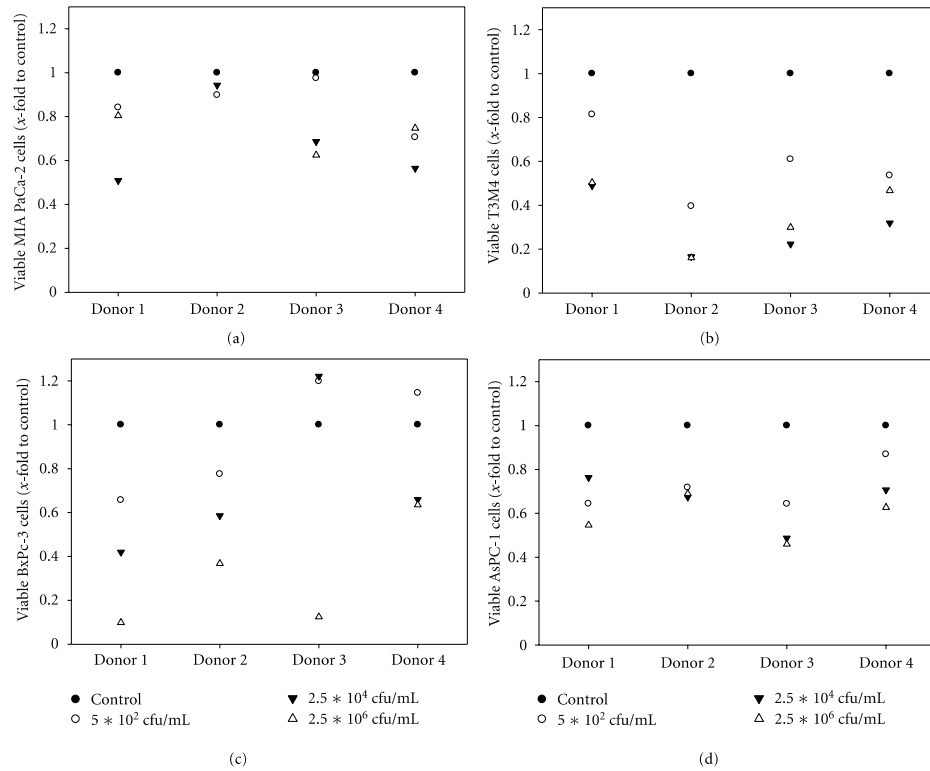 Viable MIA PaCa-2 cells (x-fold to control)
1.2
1
0.8
0.6
0.4
0.2
0
Donor 1 Donor 2 Donor 3 Donor 4
(a)
Viable T3M4 cells (x-fold to control)
1.2
1
0.8
0.6
0.4
0.2
0
Donor 1 Donor 2 Donor 3 Donor 4
(b)
Viable BxPc-3 cells (x-fold to control)
1.2
1
0.8
0.6
0.4
0.2
0
Donor 1 Donor 2 Donor 3 Donor 4
Control
5 ∗ 10² cfu/mL
2.5 ∗ 10⁴ cfu/mL
2.5 ∗ 10⁶ cfu/mL
(c)
Viable AsPC-1 cells (x-fold to control)
1.2
1
0.8
0.6
0.4
0.2
0
Donor 1 Donor 2 Donor 3 Donor 4
Control
5 ∗ 10² cfu/mL
2.5 ∗ 10⁴ cfu/mL
2.5 ∗ 10⁶ cfu/mL
(d)